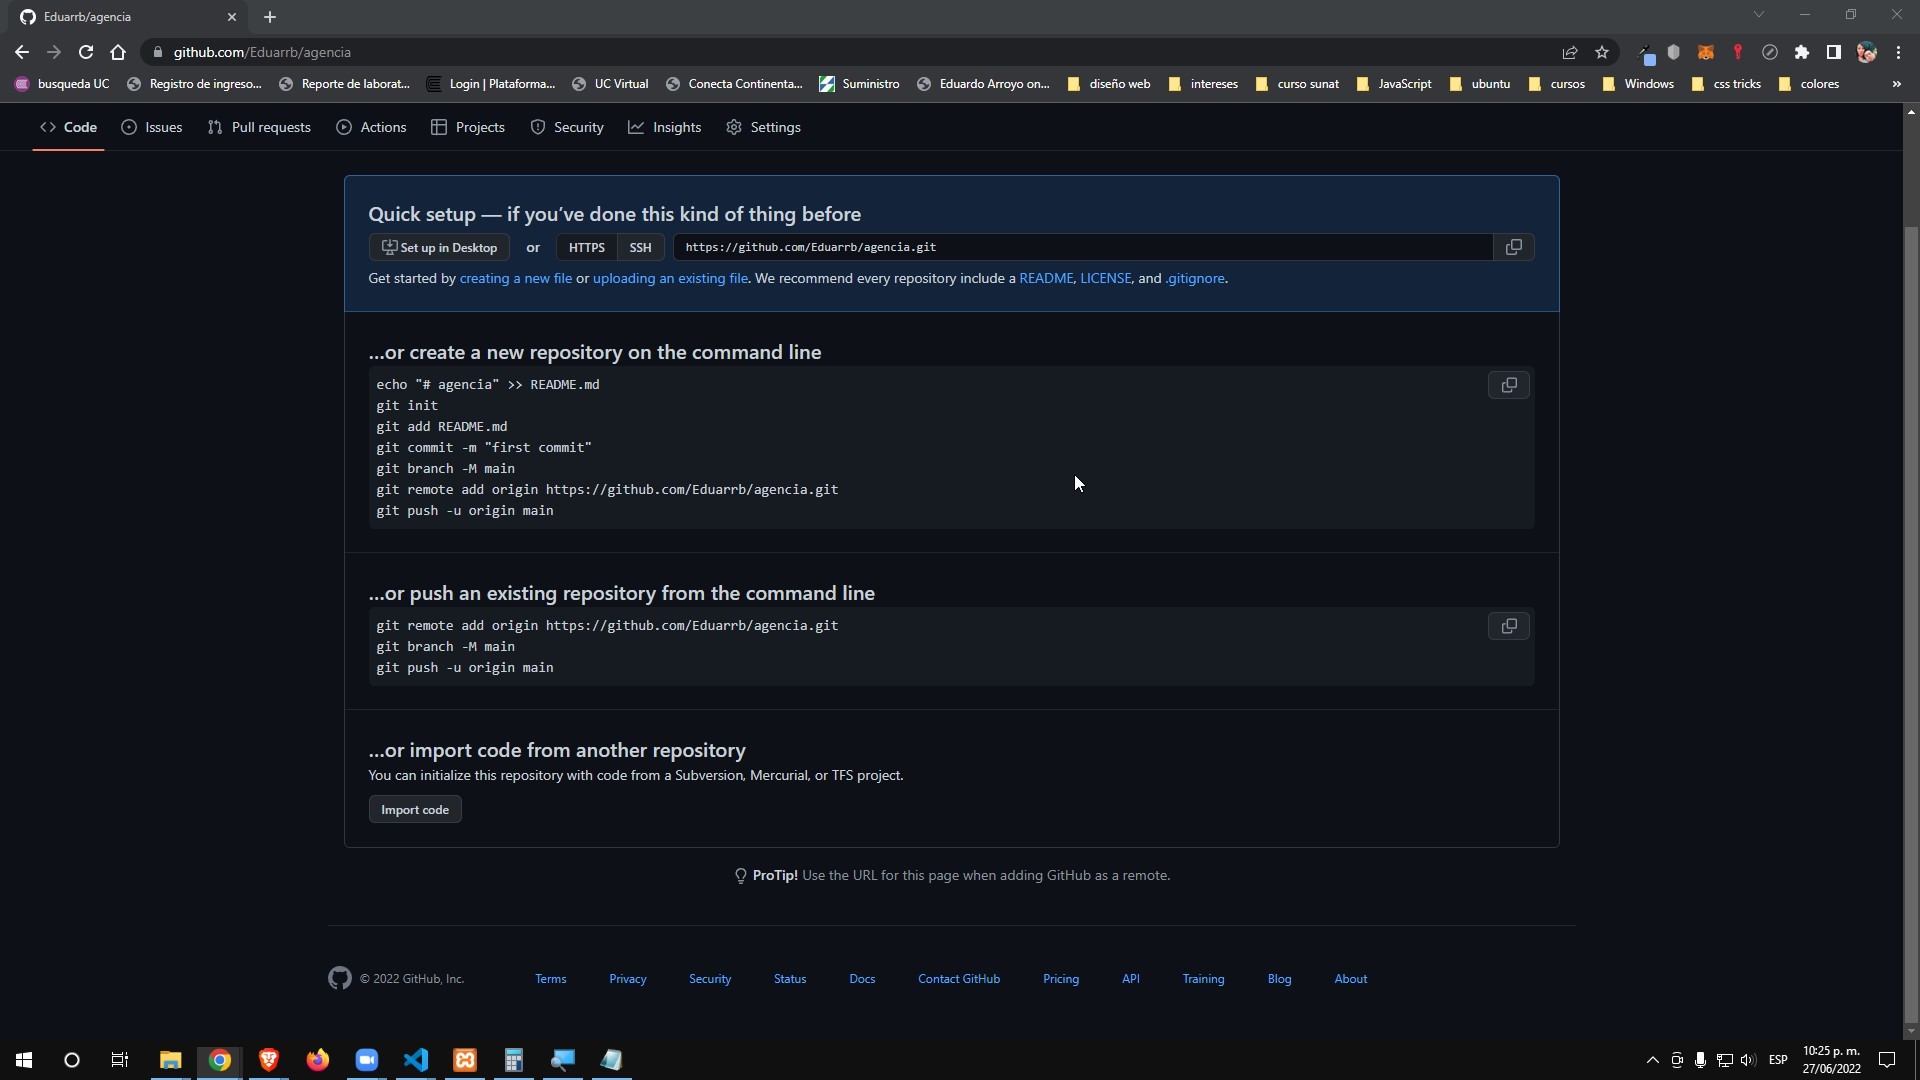 Eduarrb/agencia
github.com/Eduarrb/agencia
busqueda UC
Registro de ingreso...
Reporte de laborat...
Login | Plataforma...
UC Virtual
Conecta Continenta...
Suministro
Eduardo Arroyo on...
diseño web
intereses
curso sunat
JavaScript
ubuntu
cursos
Windows
css tricks
colores
»
Code
Issues
Pull requests
Actions
Projects
Security
Insights
Settings
Quick setup — if you've done this kind of thing before
Set up in Desktop or HTTPS SSH https://github.com/Eduarrb/agencia.git
Get started by creating a new file or uploading an existing file. We recommend every repository include a README, LICENSE, and .gitignore.
…or create a new repository on the command line
echo "# agencia" >> README.md
git init
git add README.md
git commit -m "first commit"
git branch -M main
git remote add origin https://github.com/Eduarrb/agencia.git
git push -u origin main
…or push an existing repository from the command line
git remote add origin https://github.com/Eduarrb/agencia.git
git branch -M main
git push -u origin main
…or import code from another repository
You can initialize this repository with code from a Subversion, Mercurial, or TFS project.
Import code
ProTip! Use the URL for this page when adding GitHub as a remote.
© 2022 GitHub, Inc.
Terms
Privacy
Security
Status
Docs
Contact GitHub
Pricing
API
Training
Blog
About
ESP
10:25 p. m.
27/06/2022